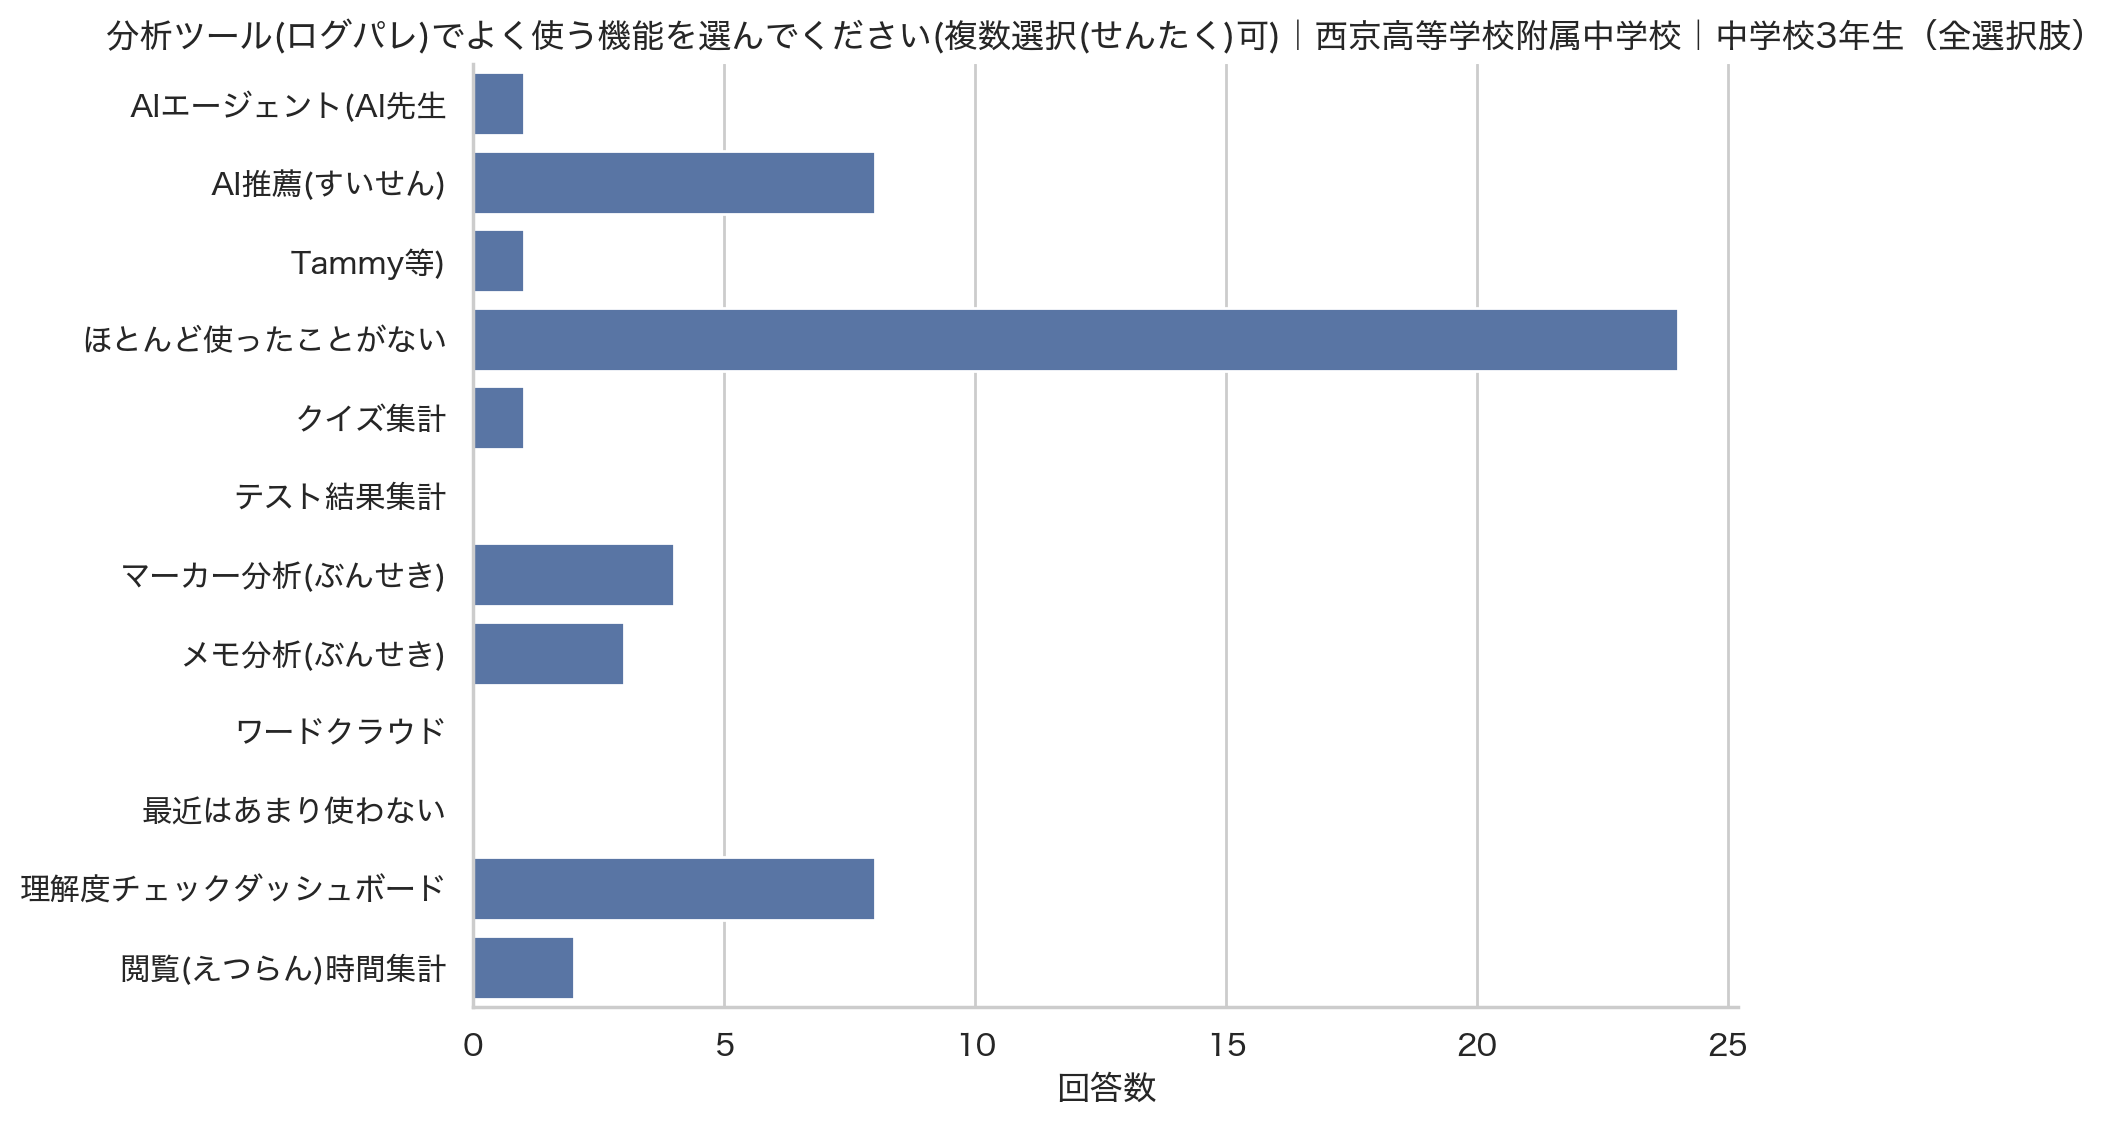 分析ツール(ログパレ)でよく使う機能を選んでください(複数選択(せんたく)可)｜西京高等学校附属中学校｜中学校3年生（全選択肢）
AIエージェント(AI先生
AI推薦(すいせん)
Tammy等)
ほとんど使ったことがない
クイズ集計
テスト結果集計
マーカー分析(ぶんせき)
メモ分析(ぶんせき)
ワードクラウド
最近はあまり使わない
理解度チェックダッシュボード
閲覧(えつらん)時間集計
0 5 10 15 20 25
回答数